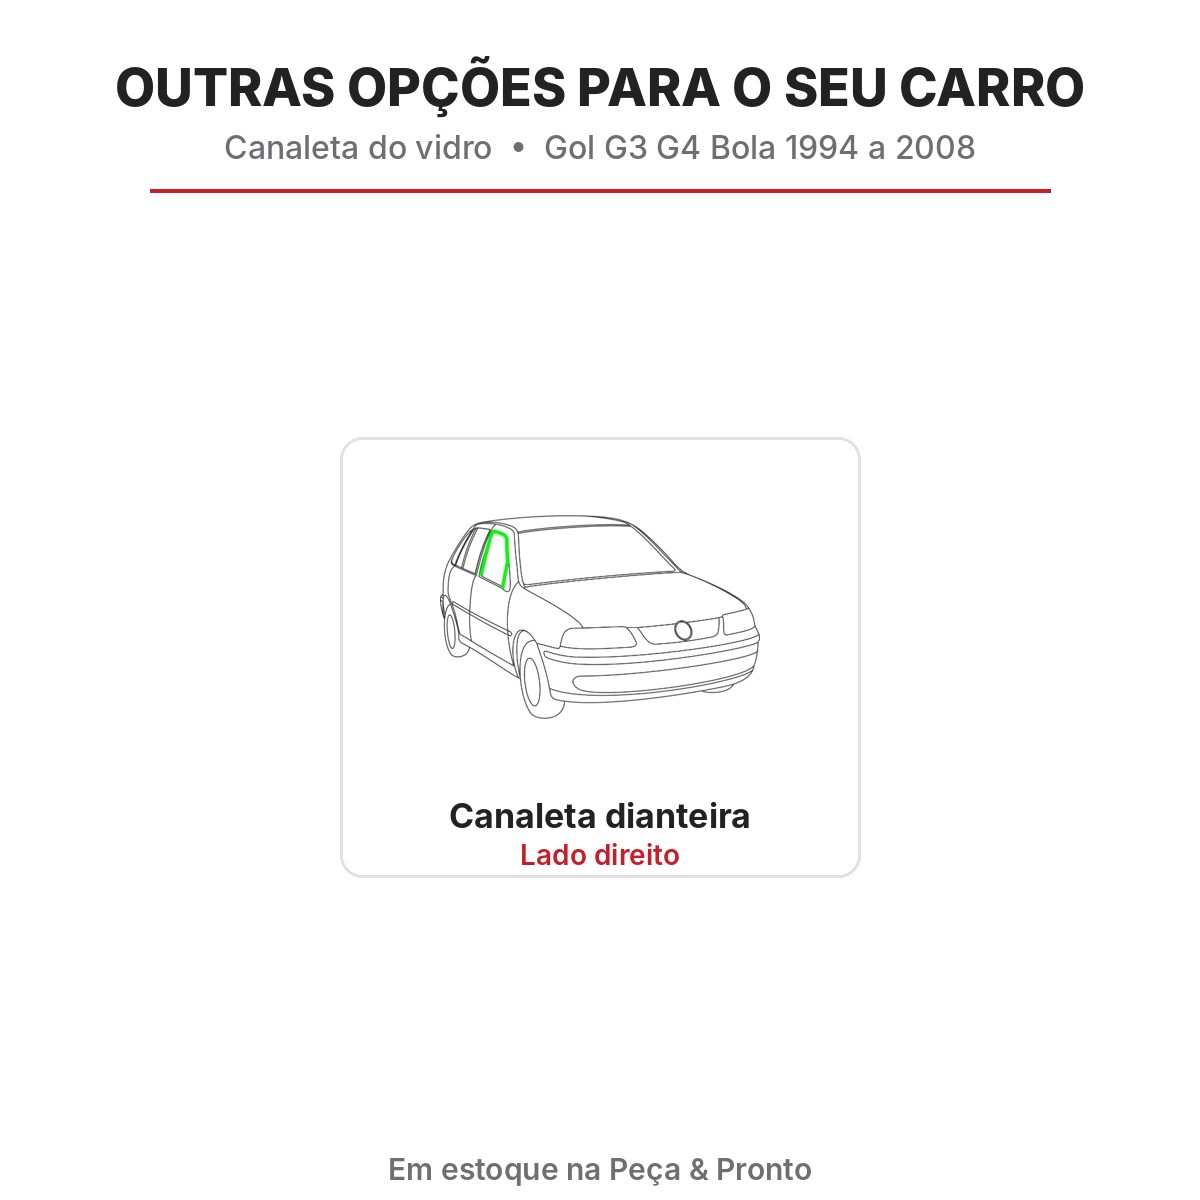 OUTRAS OPÇÕES PARA O SEU CARRO
Canaleta do vidro • Gol G3 G4 Bola 1994 a 2008
Canaleta dianteira
Lado direito
Em estoque na Peça & Pronto